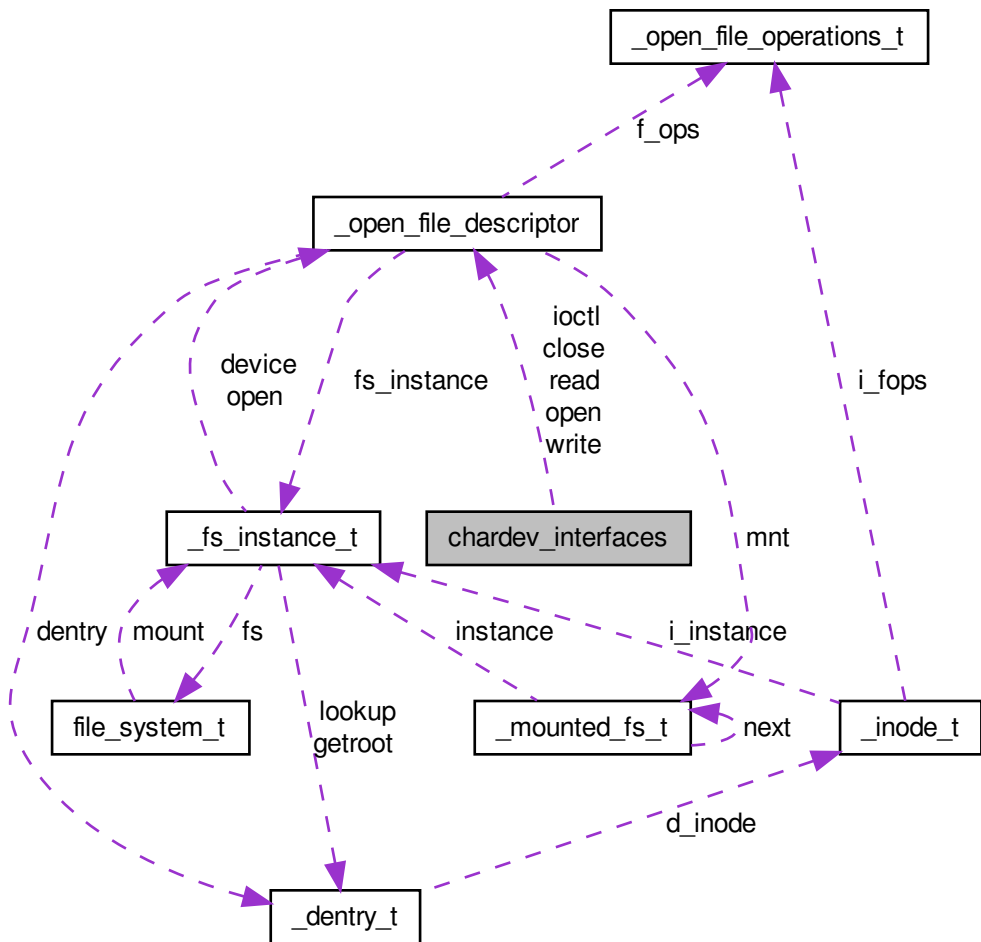 _open_file_operations_t
f_ops
_open_file_descriptor
ioctl
close
read
open
write
device
open
fs_instance
i_fops
_fs_instance_t
chardev_interfaces
mnt
dentry
mount
fs
instance
i_instance
lookup
getroot
file_system_t
_mounted_fs_t
next
_inode_t
d_inode
_dentry_t